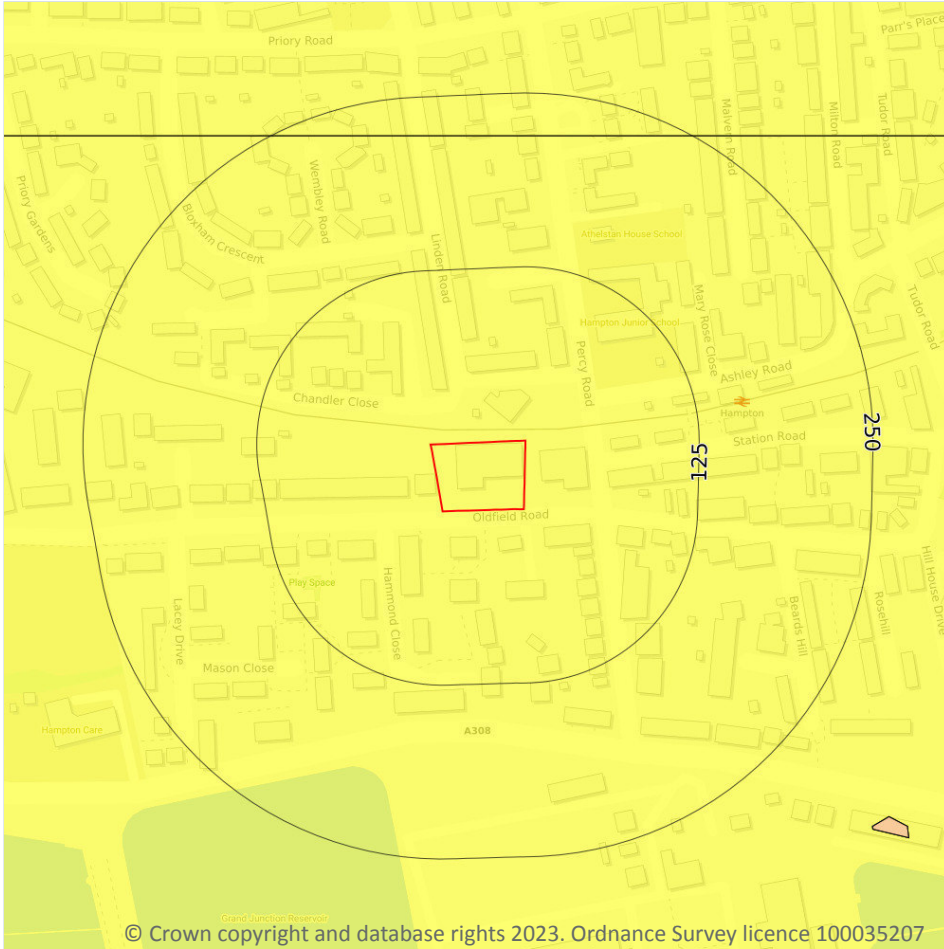 Priory Road
Parr's Place
Malvern Road
Milton Road
Tudor Road
Priory Gardens
Wembley Road
Bloxham Crescent
Linden Road
Athelstan House School
Hampton Junior School
Mary Rose Close
Tudor Road
Percy Road
Ashley Road
Chandler Close
Hampton
Station Road
250
125
Oldfield Road
Play Space
Hammond Close
Lacey Drive
Beards Hill
Rosehill
Hill House Drive
Mason Close
Hampton Care
A308
Grand Junction Reservoir
© Crown copyright and database rights 2023. Ordnance Survey licence 100035207